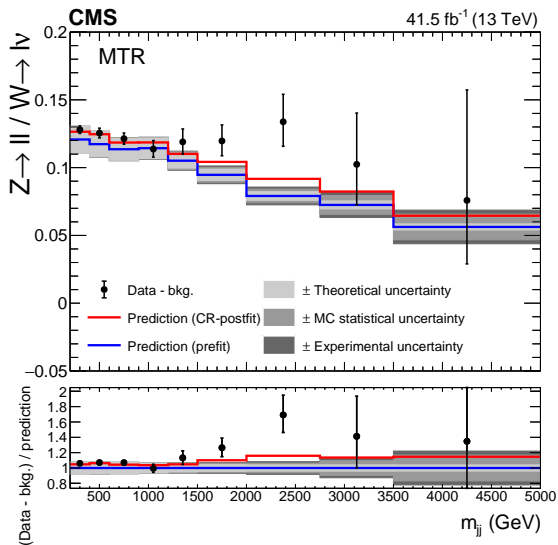 CMS 41.5 fb⁻¹ (13 TeV)
MTR
Z→ ll / W→ lν
0.2
0.15
0.1
0.05
0
−0.05
Data - bkg.
Prediction (CR-postfit)
Prediction (prefit)
± Theoretical uncertainty
± MC statistical uncertainty
± Experimental uncertainty
(Data - bkg.) / prediction
2
1.8
1.6
1.4
1.2
1
0.8
500 1000 1500 2000 2500 3000 3500 4000 4500 5000
m_jj (GeV)